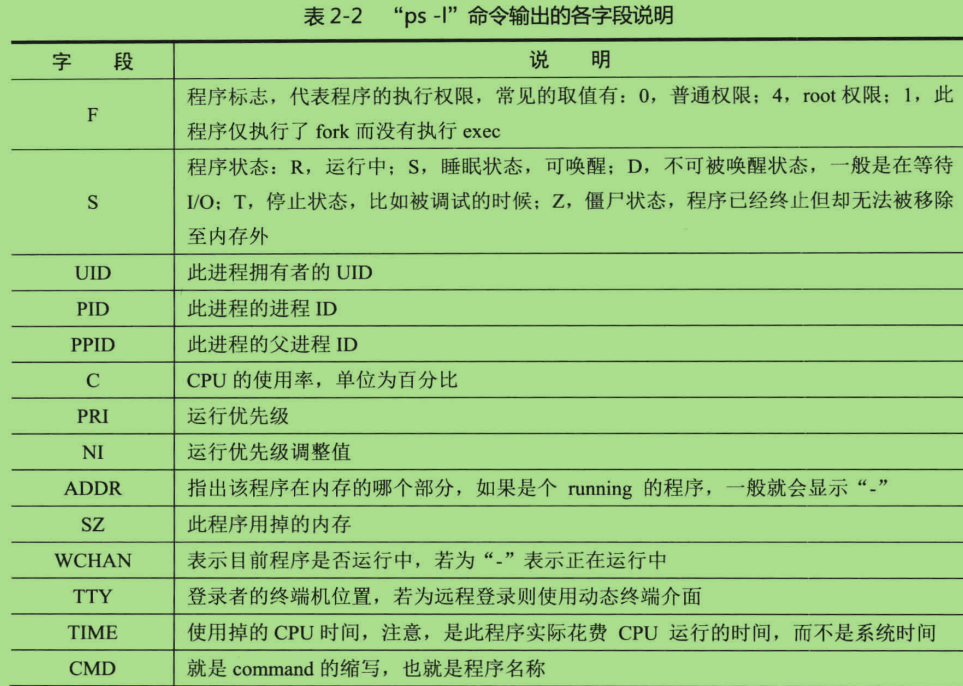 表 2-2 “ps -l”命令输出的各字段说明
字 段 说 明
F 程序标志，代表程序的执行权限，常见的取值有：0，普通权限；4，root 权限；1，此
程序仅执行了 fork 而没有执行 exec
S 程序状态：R，运行中；S，睡眠状态，可唤醒；D，不可被唤醒状态，一般是在等待
I/O；T，停止状态，比如被调试的时候；Z，僵尸状态，程序已经终止但却无法被移除
至内存外
UID 此进程拥有者的 UID
PID 此进程的进程 ID
PPID 此进程的父进程 ID
C CPU 的使用率，单位为百分比
PRI 运行优先级
NI 运行优先级调整值
ADDR 指出该程序在内存的哪个部分，如果是个 running 的程序，一般就会显示“-”
SZ 此程序用掉的内存
WCHAN 表示目前程序是否运行中，若为“-”表示正在运行中
TTY 登录者的终端机位置，若为远程登录则使用动态终端介面
TIME 使用掉的 CPU 时间，注意，是此程序实际花费 CPU 运行的时间，而不是系统时间
CMD 就是 command 的缩写，也就是程序名称